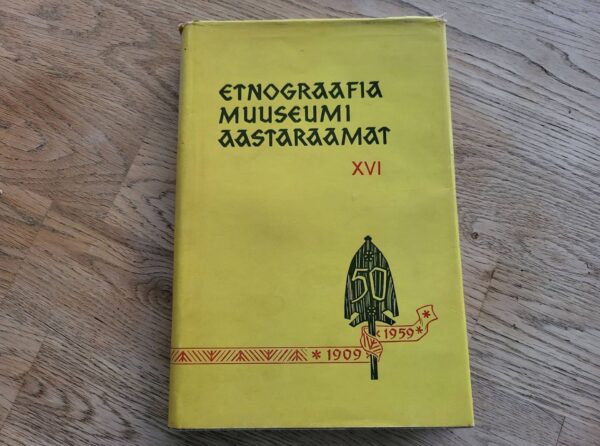 ETNOGRAAFIA
MUUSEUMI
AASTARAAMAT
XVI
50
1959
1909